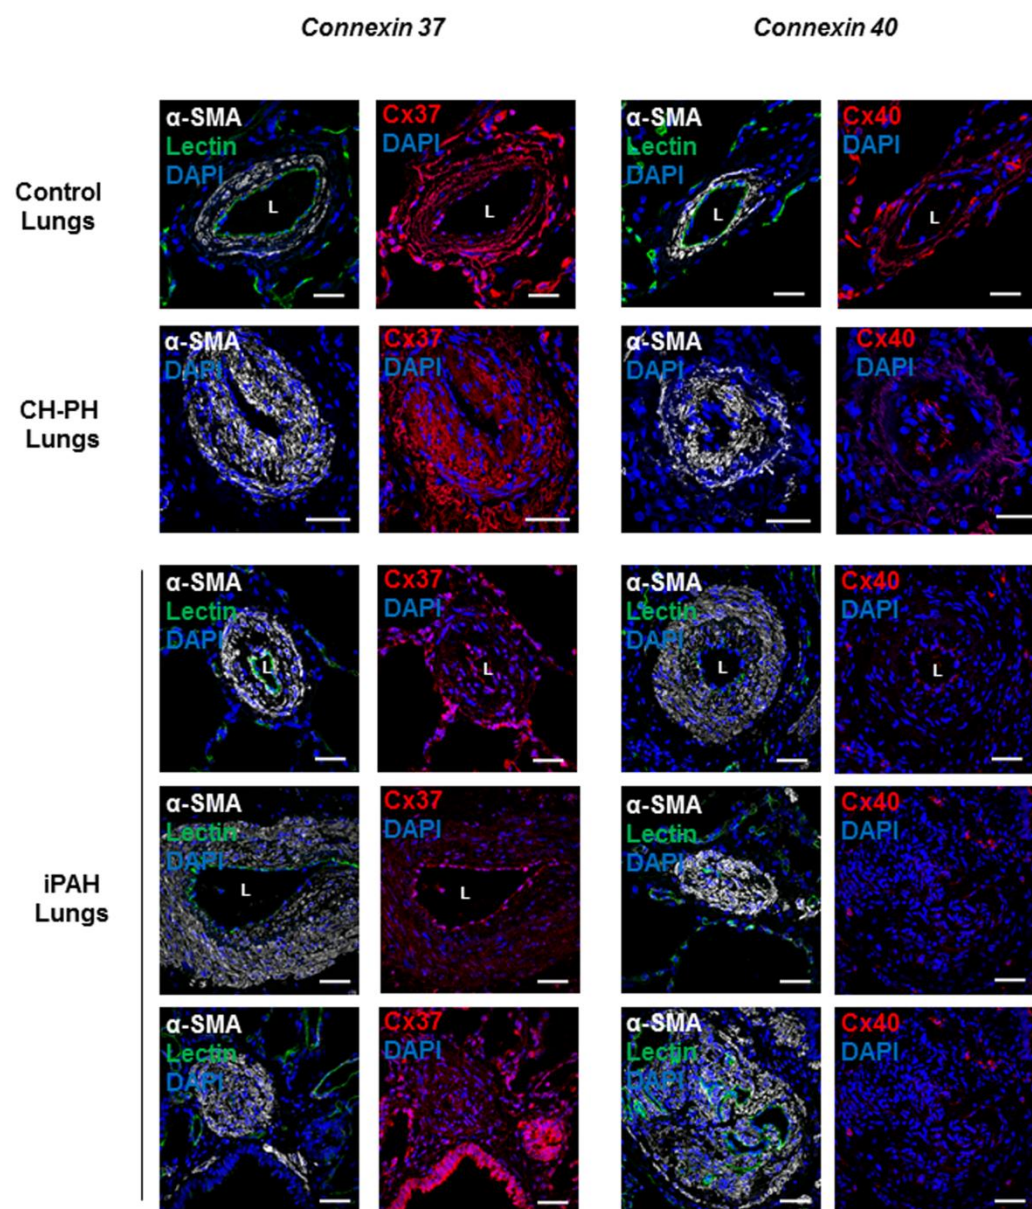 Connexin 37
Connexin 40
Control
Lungs
α-SMA
Lectin
DAPI
L
Cx37
DAPI
L
α-SMA
Lectin
DAPI
L
Cx40
DAPI
L
CH-PH
Lungs
α-SMA
DAPI
Cx37
DAPI
α-SMA
DAPI
Cx40
DAPI
iPAH
Lungs
α-SMA
Lectin
DAPI
L
Cx37
DAPI
L
α-SMA
Lectin
DAPI
L
Cx40
DAPI
L
α-SMA
Lectin
DAPI
L
Cx37
DAPI
L
α-SMA
Lectin
DAPI
Cx40
DAPI
α-SMA
Lectin
DAPI
Cx37
DAPI
α-SMA
Lectin
DAPI
Cx40
DAPI